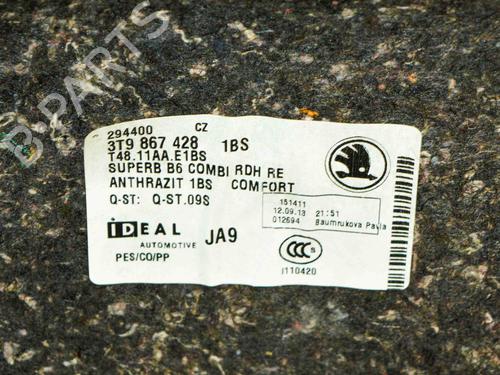 B-PARTS
294400 CZ
3T9 867 428 1BS
T48.11AA.E1BS
SUPERB B6 COMBI RDH RE
ANTHRAZIT 1BS COMFORT
Q-ST: Q-ST.09S
151411
12.09.13 21:51
012694 Baumrukova Pavla
iDEAL
AUTOMOTIVE
JA9
PES/CO/PP
CCC S
I110420